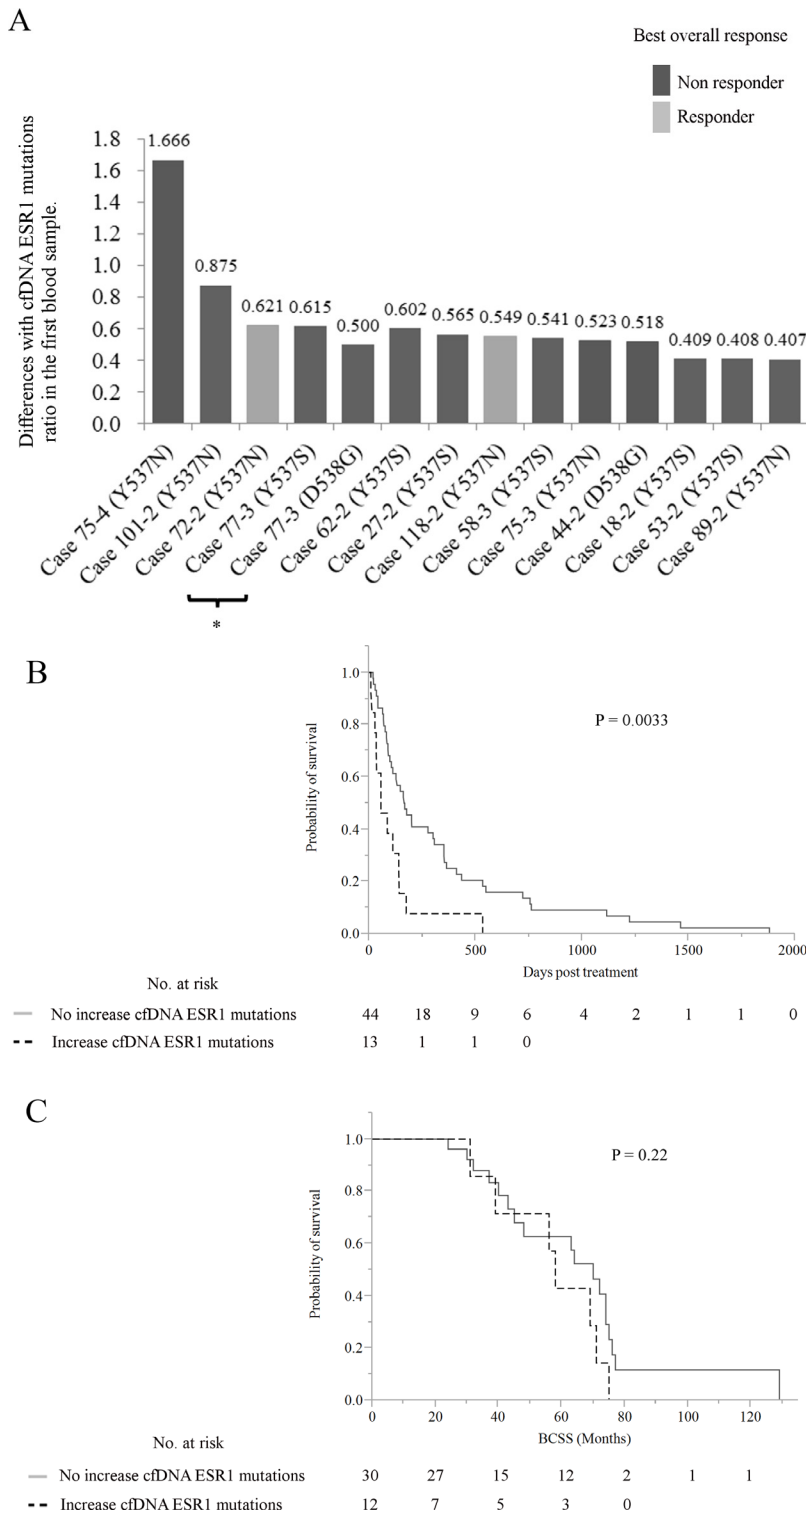 A
Best overall response
Non responder
Responder
Differences with cfDNA ESR1 mutations
ratio in the first blood sample.
1.8
1.6
1.4
1.2
1.0
0.8
0.6
0.4
0.2
0.0
1.666
0.875
0.621
0.615
0.500
0.602
0.565
0.549
0.541
0.523
0.518
0.409
0.408
0.407
Case 75-4 (Y537N)
Case 101-2 (Y537N)
Case 72-2 (Y537N)
Case 77-3 (Y537S)
Case 77-3 (D538G)
Case 62-2 (Y537S)
Case 27-2 (Y537S)
Case 118-2 (Y537N)
Case 58-3 (Y537S)
Case 75-3 (Y537N)
Case 44-2 (D538G)
Case 18-2 (Y537S)
Case 53-2 (Y537S)
Case 89-2 (Y537N)
*
B
Probability of survival
1.0
0.8
0.6
0.4
0.2
0.0
P = 0.0033
0 500 1000 1500 2000
Days post treatment
No. at risk
No increase cfDNA ESR1 mutations 44 18 9 6 4 2 1 1 0
Increase cfDNA ESR1 mutations 13 1 1 0
C
Probability of survival
1.0
0.8
0.6
0.4
0.2
0.0
P = 0.22
0 20 40 60 80 100 120
BCSS (Months)
No. at risk
No increase cfDNA ESR1 mutations 30 27 15 12 2 1 1
Increase cfDNA ESR1 mutations 12 7 5 3 0